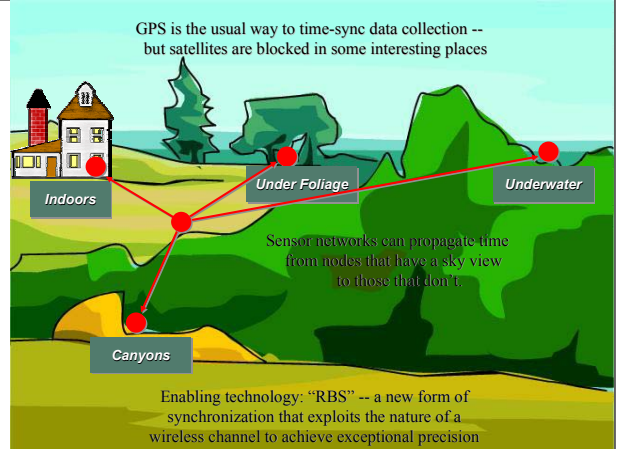 GPS is the usual way to time-sync data collection --
but satellites are blocked in some interesting places
Indoors
Under Foliage
Underwater
Sensor networks can propagate time
from nodes that have a sky view
to those that don't.
Canyons
Enabling technology: “RBS” -- a new form of
synchronization that exploits the nature of a
wireless channel to achieve exceptional precision